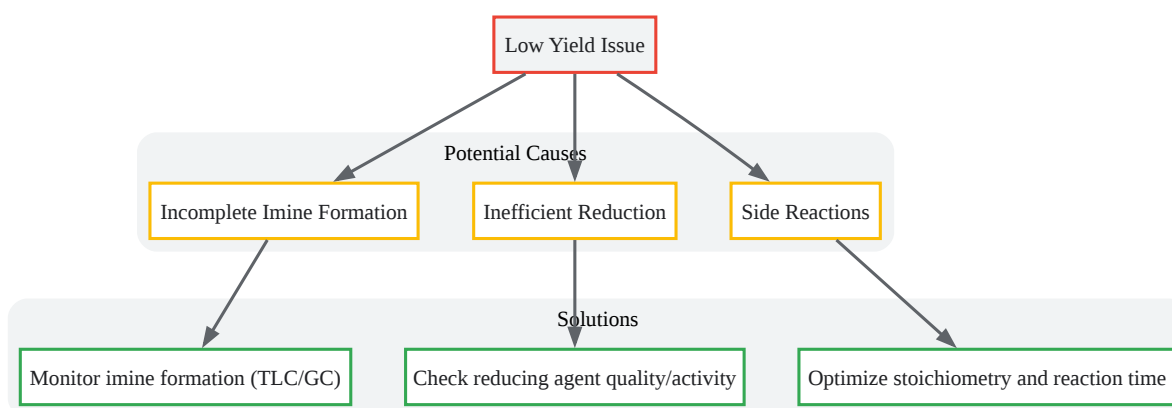 Low Yield Issue
Potential Causes
Incomplete Imine Formation
Inefficient Reduction
Side Reactions
Solutions
Monitor imine formation (TLC/GC)
Check reducing agent quality/activity
Optimize stoichiometry and reaction time